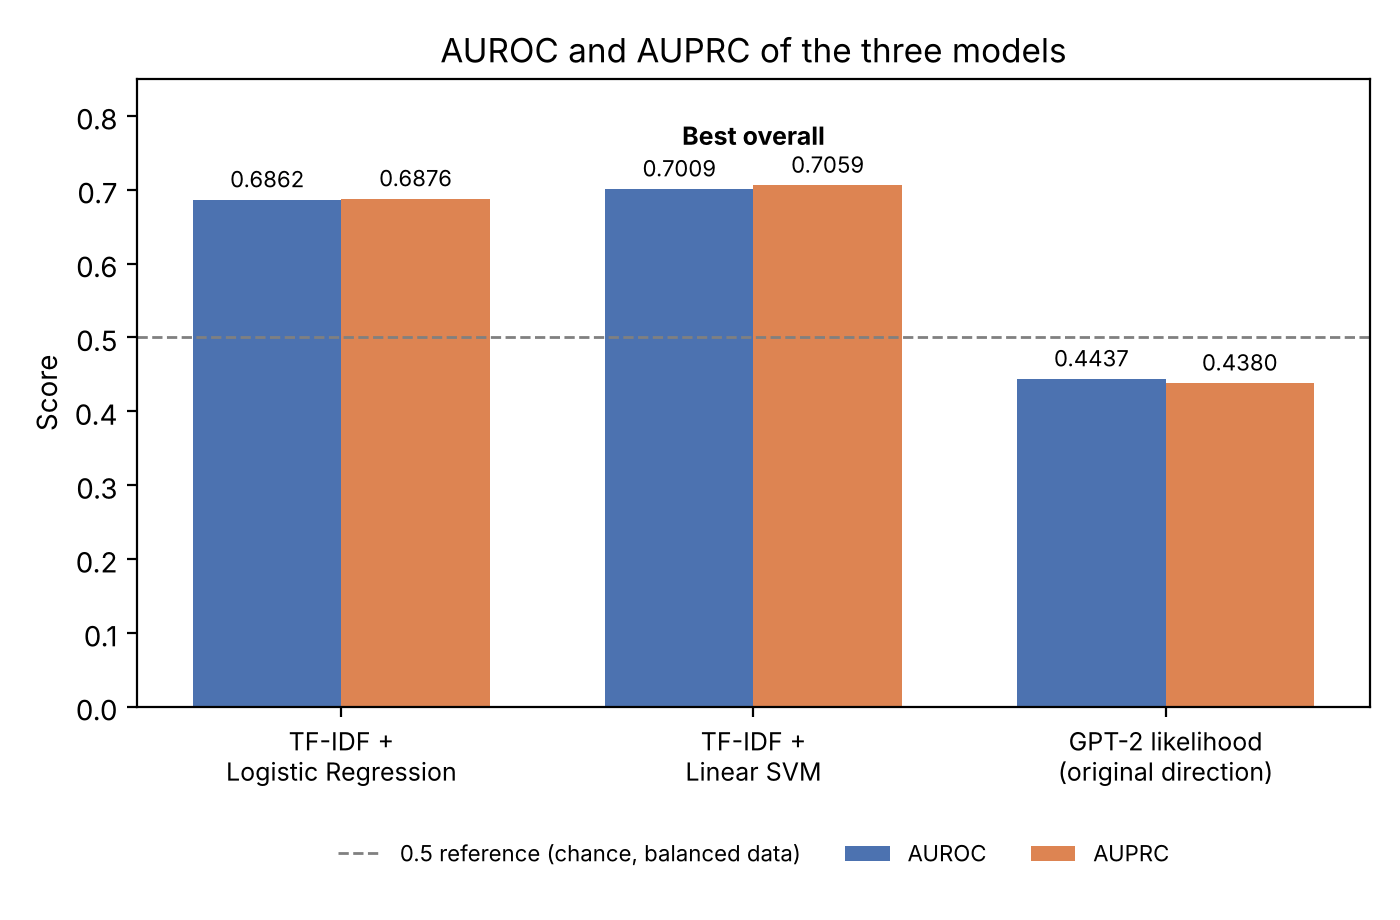 AUROC and AUPRC of the three models
Best overall
0.6862
0.6876
0.7009
0.7059
0.4437
0.4380
Score
0.8
0.7
0.6
0.5
0.4
0.3
0.2
0.1
0.0
TF-IDF +
Logistic Regression
TF-IDF +
Linear SVM
GPT-2 likelihood
(original direction)
0.5 reference (chance, balanced data)
AUROC
AUPRC